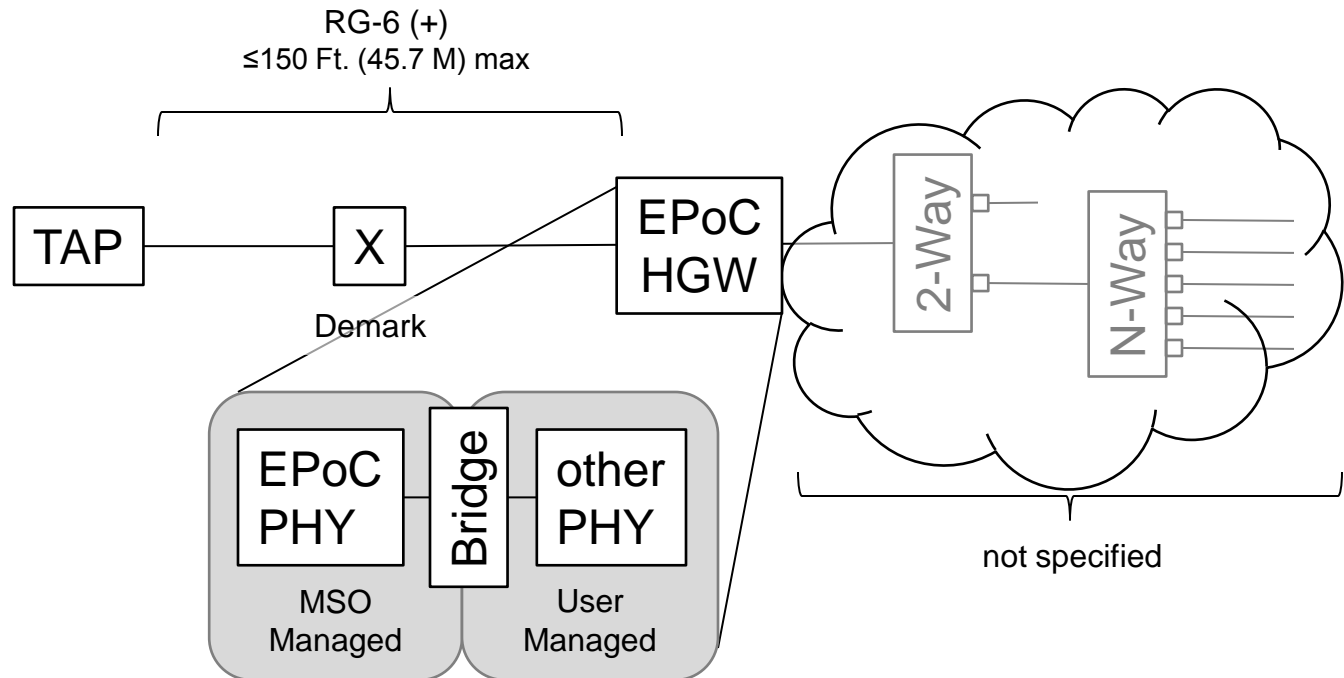 RG-6 (+)
≤150 Ft. (45.7 M) max
TAP
X
EPoC
HGW
2-Way
N-Way
Demark
EPoC
PHY
Bridge
other
PHY
MSO
Managed
User
Managed
not specified